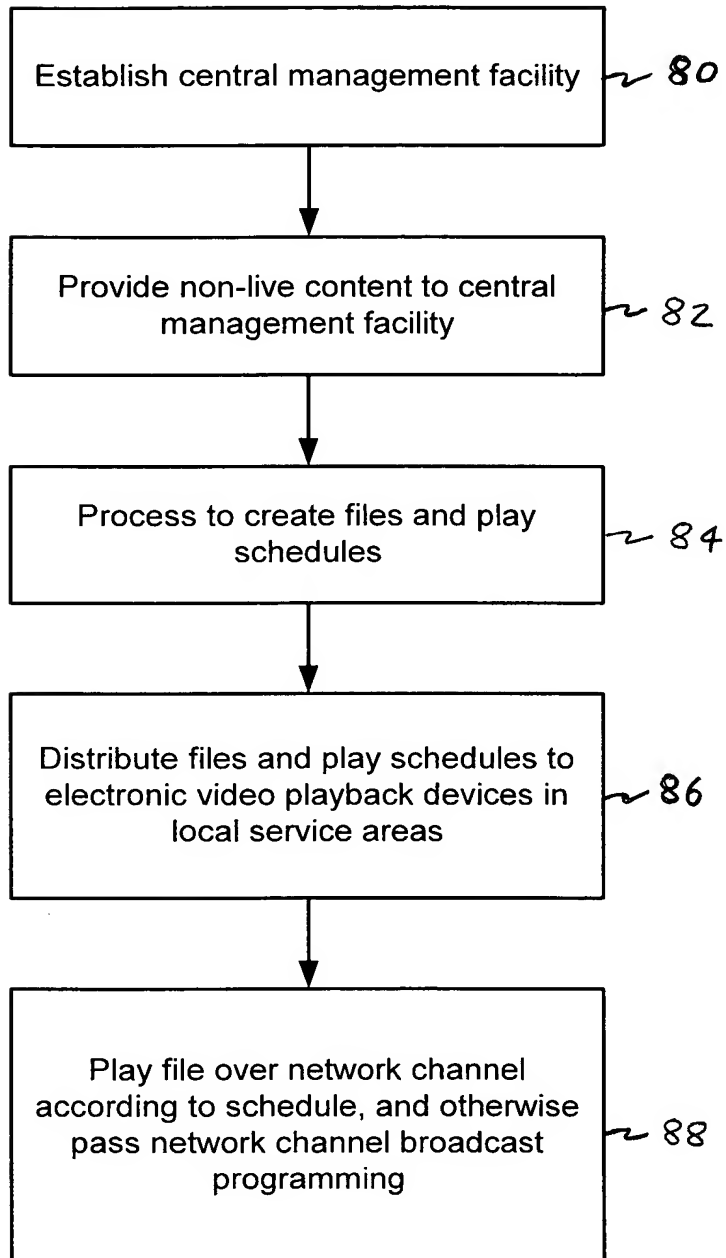 Establish central management facility 80
Provide non-live content to central
management facility
82
Process to create files and play
schedules
84
Distribute files and play schedules to
electronic video playback devices in
local service areas
86
Play file over network channel
according to schedule, and otherwise
pass network channel broadcast
programming
88